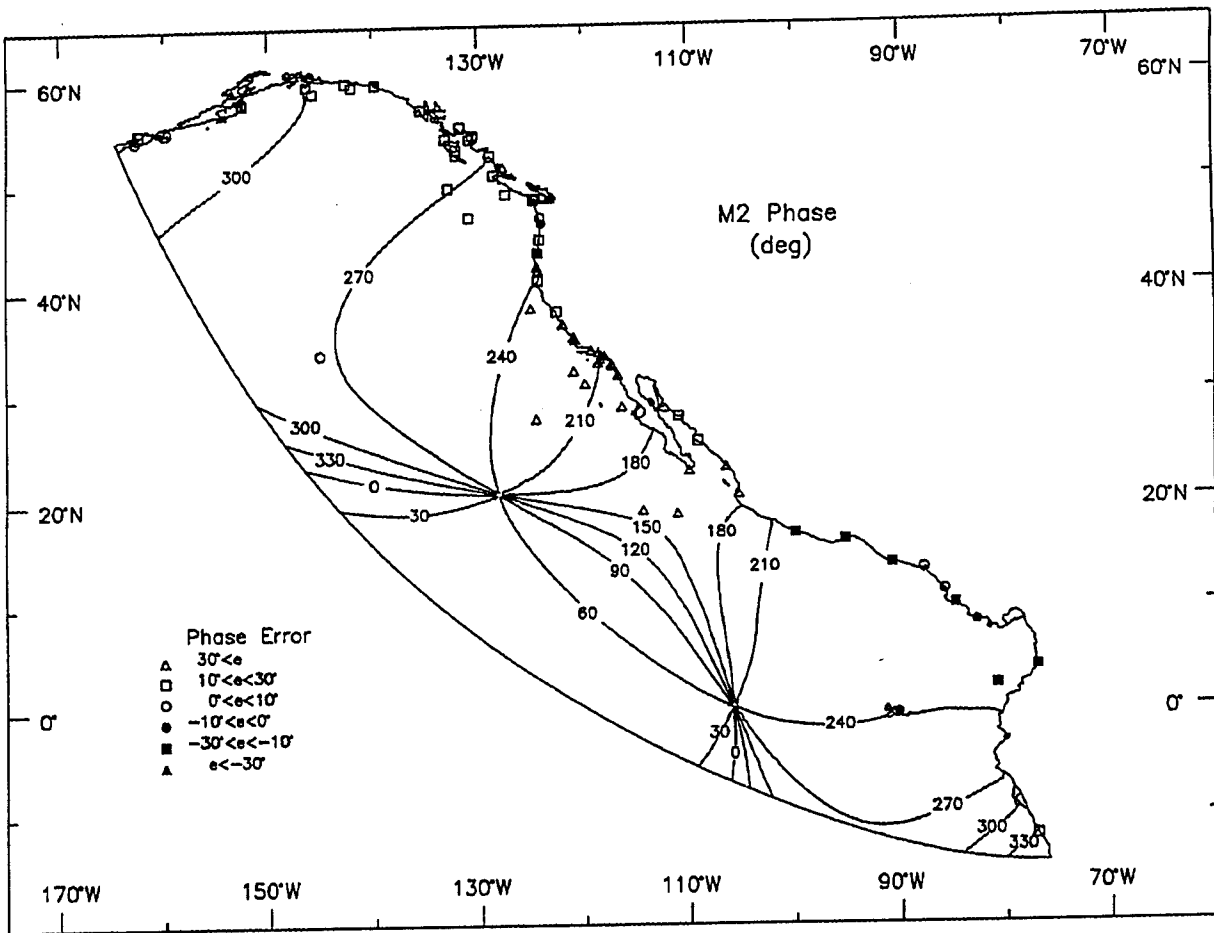 130°W 110°W 90°W 70°W
60°N 60°N
300
M2 Phase
(deg)
270
40°N 40°N
240
210
180
300
330
0
30
20°N 20°N
150
180
120
210
90
60
Phase Error
30°<e
10°<e<30°
0°<e<10°
-10°<e<0°
-30°<e<-10°
e<-30°
0° 0°
30
240
0
270
300
330
170°W 150°W 130°W 110°W 90°W 70°W